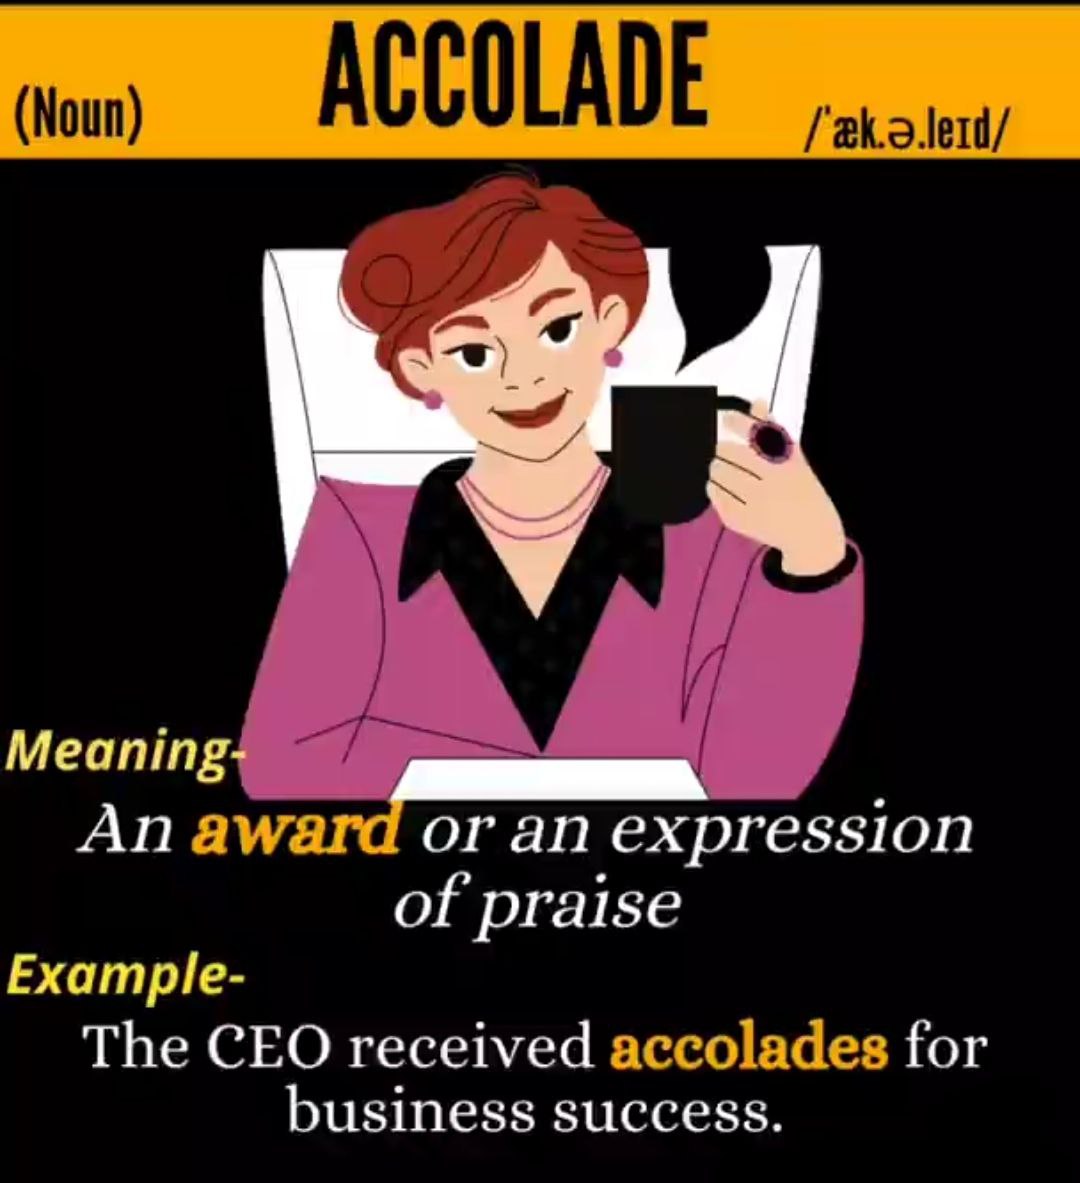 ACCOLADE
(Noun)
/ˈæk.ə.leɪd/
Meaning-
An award or an expression
of praise
Example-
The CEO received accolades for
business success.